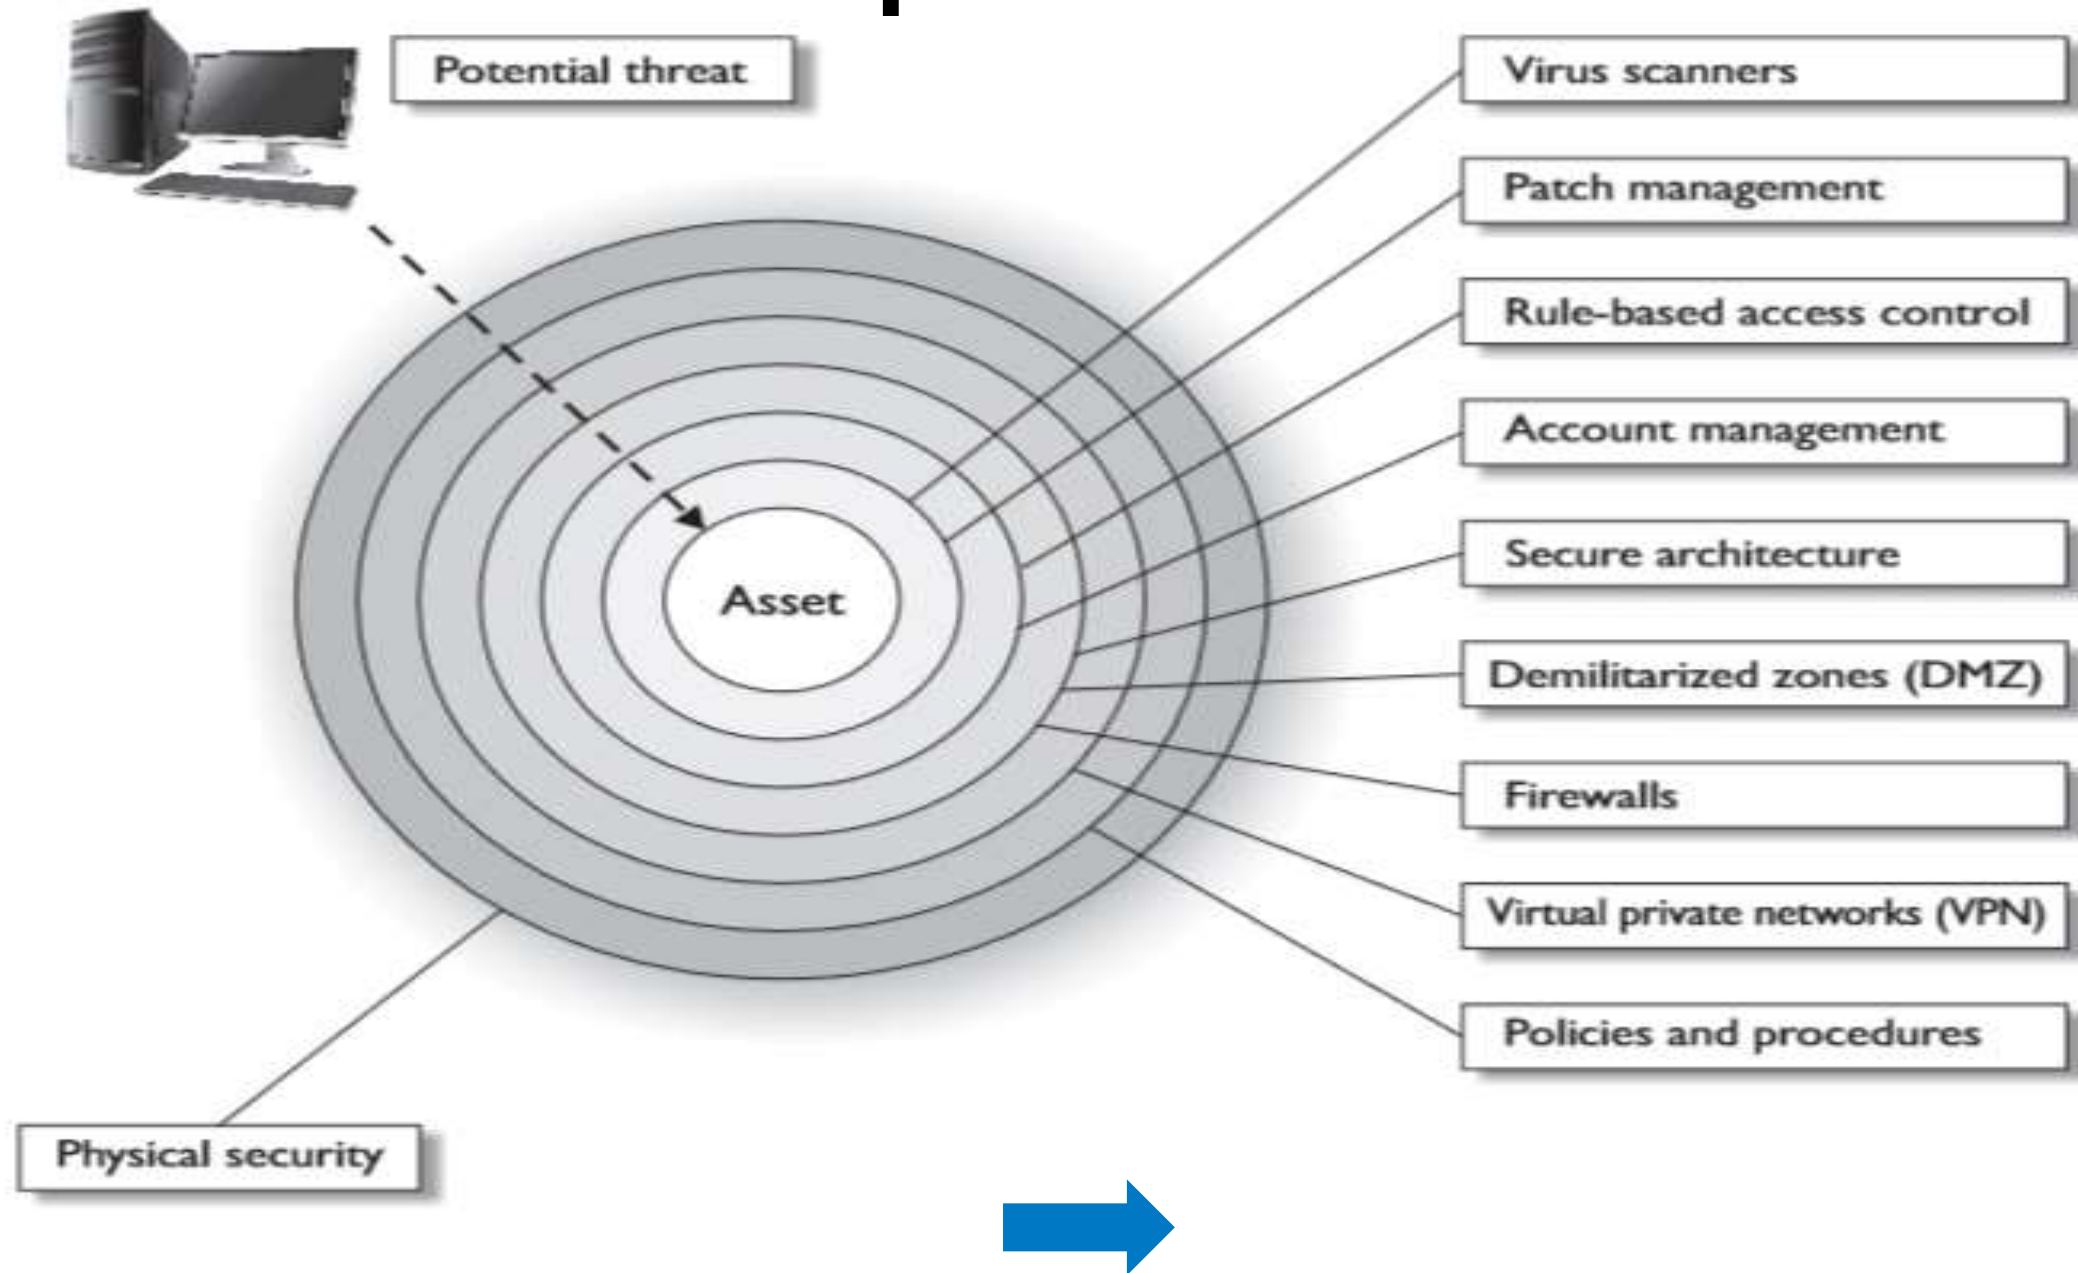 Potential threat
Virus scanners
Patch management
Rule-based access control
Account management
Secure architecture
Asset
Demilitarized zones (DMZ)
Firewalls
Virtual private networks (VPN)
Policies and procedures
Physical security